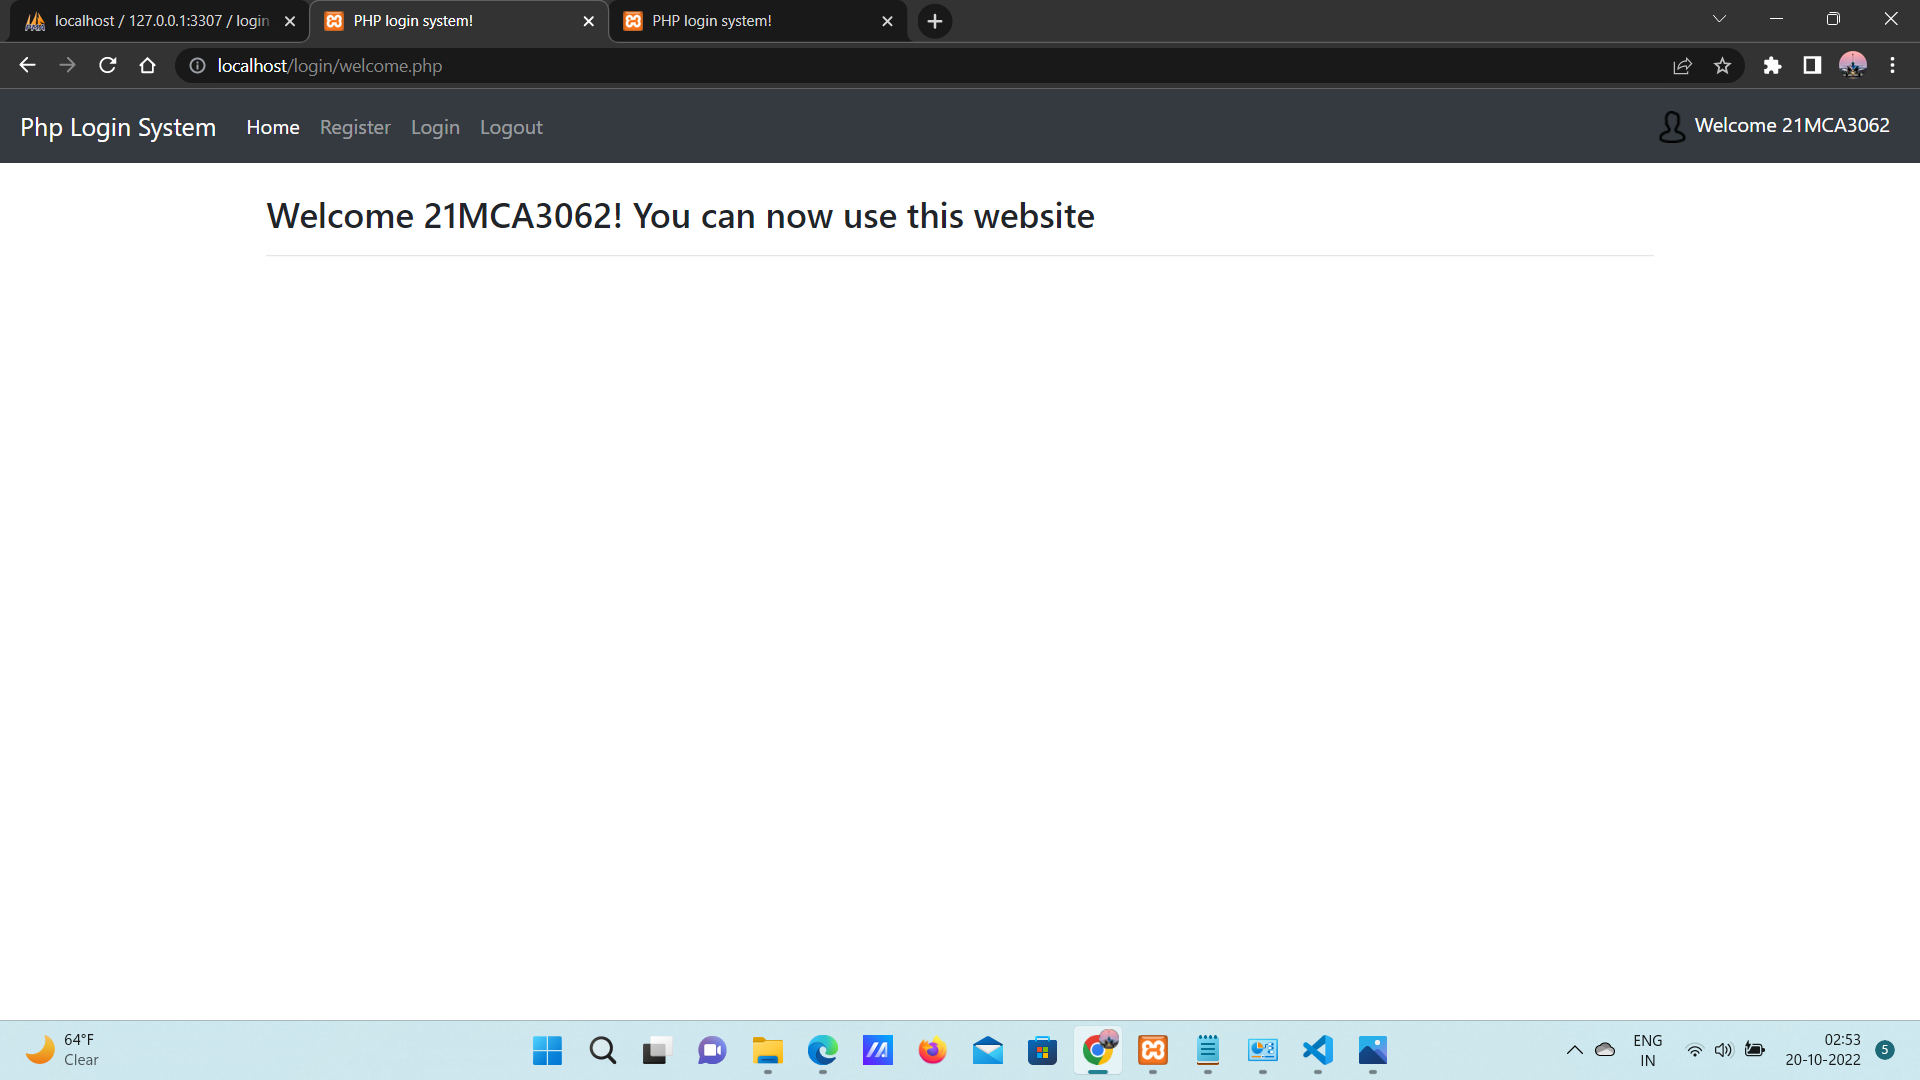 localhost / 127.0.0.1:3307 / login
PHP login system!
PHP login system!
localhost/login/welcome.php
Php Login System
Home
Register
Login
Logout
Welcome 21MCA3062
Welcome 21MCA3062! You can now use this website
64°F
Clear
ENG
IN
02:53
20-10-2022
5